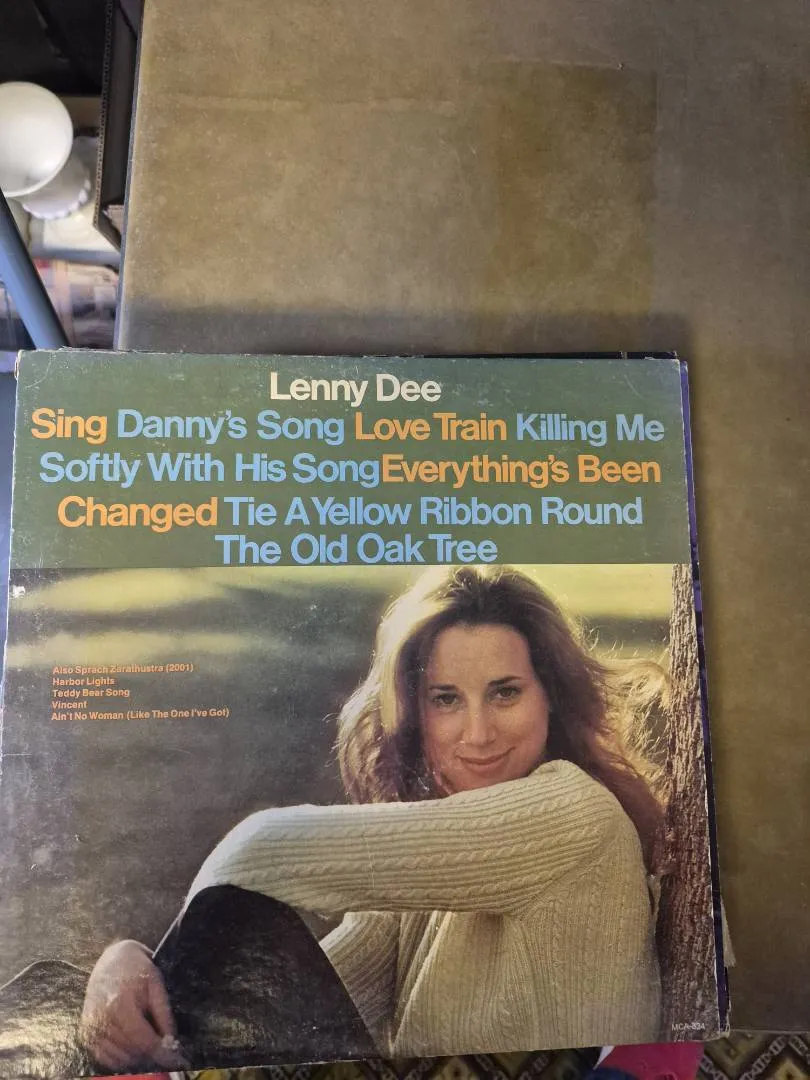 Lenny Dee
Sing Danny's Song Love Train Killing Me
Softly With His Song Everything's Been
Changed Tie A Yellow Ribbon Round
The Old Oak Tree
Also Sprach Zarathustra (2001)
Harbor Lights
Teddy Bear Song
Vincent
Ain't No Woman (Like The One I've Got)
MCA-334